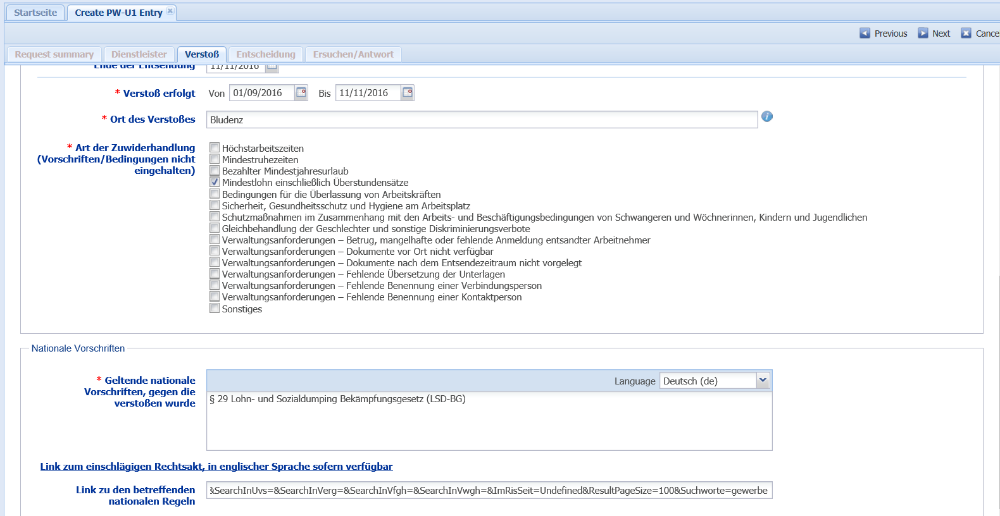 Startseite
Create PW-U1 Entry
Previous
Next
Cance
Request summary
Dienstleister
Verstoß
Entscheidung
Ersuchen/Antwort
Ende der Entsendung 11/11/2016
* Verstoß erfolgt Von 01/09/2016 Bis 11/11/2016
* Ort des Verstoßes Bludenz
* Art der Zuwiderhandlung
(Vorschriften/Bedingungen nicht
eingehalten)
Höchstarbeitszeiten
Mindestruhezeiten
Bezahlter Mindestjahresurlaub
Mindestlohn einschließlich Überstundensätze
Bedingungen für die Überlassung von Arbeitskräften
Sicherheit, Gesundheitsschutz und Hygiene am Arbeitsplatz
Schutzmaßnahmen im Zusammenhang mit den Arbeits- und Beschäftigungsbedingungen von Schwangeren und Wöchnerinnen, Kindern und Jugendlichen
Gleichbehandlung der Geschlechter und sonstige Diskriminierungsverbote
Verwaltungsanforderungen – Betrug, mangelhafte oder fehlende Anmeldung entsandter Arbeitnehmer
Verwaltungsanforderungen – Dokumente vor Ort nicht verfügbar
Verwaltungsanforderungen – Dokumente nach dem Entsendezeitraum nicht vorgelegt
Verwaltungsanforderungen – Fehlende Übersetzung der Unterlagen
Verwaltungsanforderungen – Fehlende Benennung einer Verbindungsperson
Verwaltungsanforderungen – Fehlende Benennung einer Kontaktperson
Sonstiges
Nationale Vorschriften
* Geltende nationale
Vorschriften, gegen die
verstoßen wurde
Language Deutsch (de)
§ 29 Lohn- und Sozialdumping Bekämpfungsgesetz (LSD-BG)
Link zum einschlägigen Rechtsakt, in englischer Sprache sofern verfügbar
Link zu den betreffenden
nationalen Regeln
&SearchInUvs=&SearchInVerg=&SearchInVfgh=&SearchInVwgh=&ImRisSeit=Undefined&ResultPageSize=100&Suchworte=gewerbe